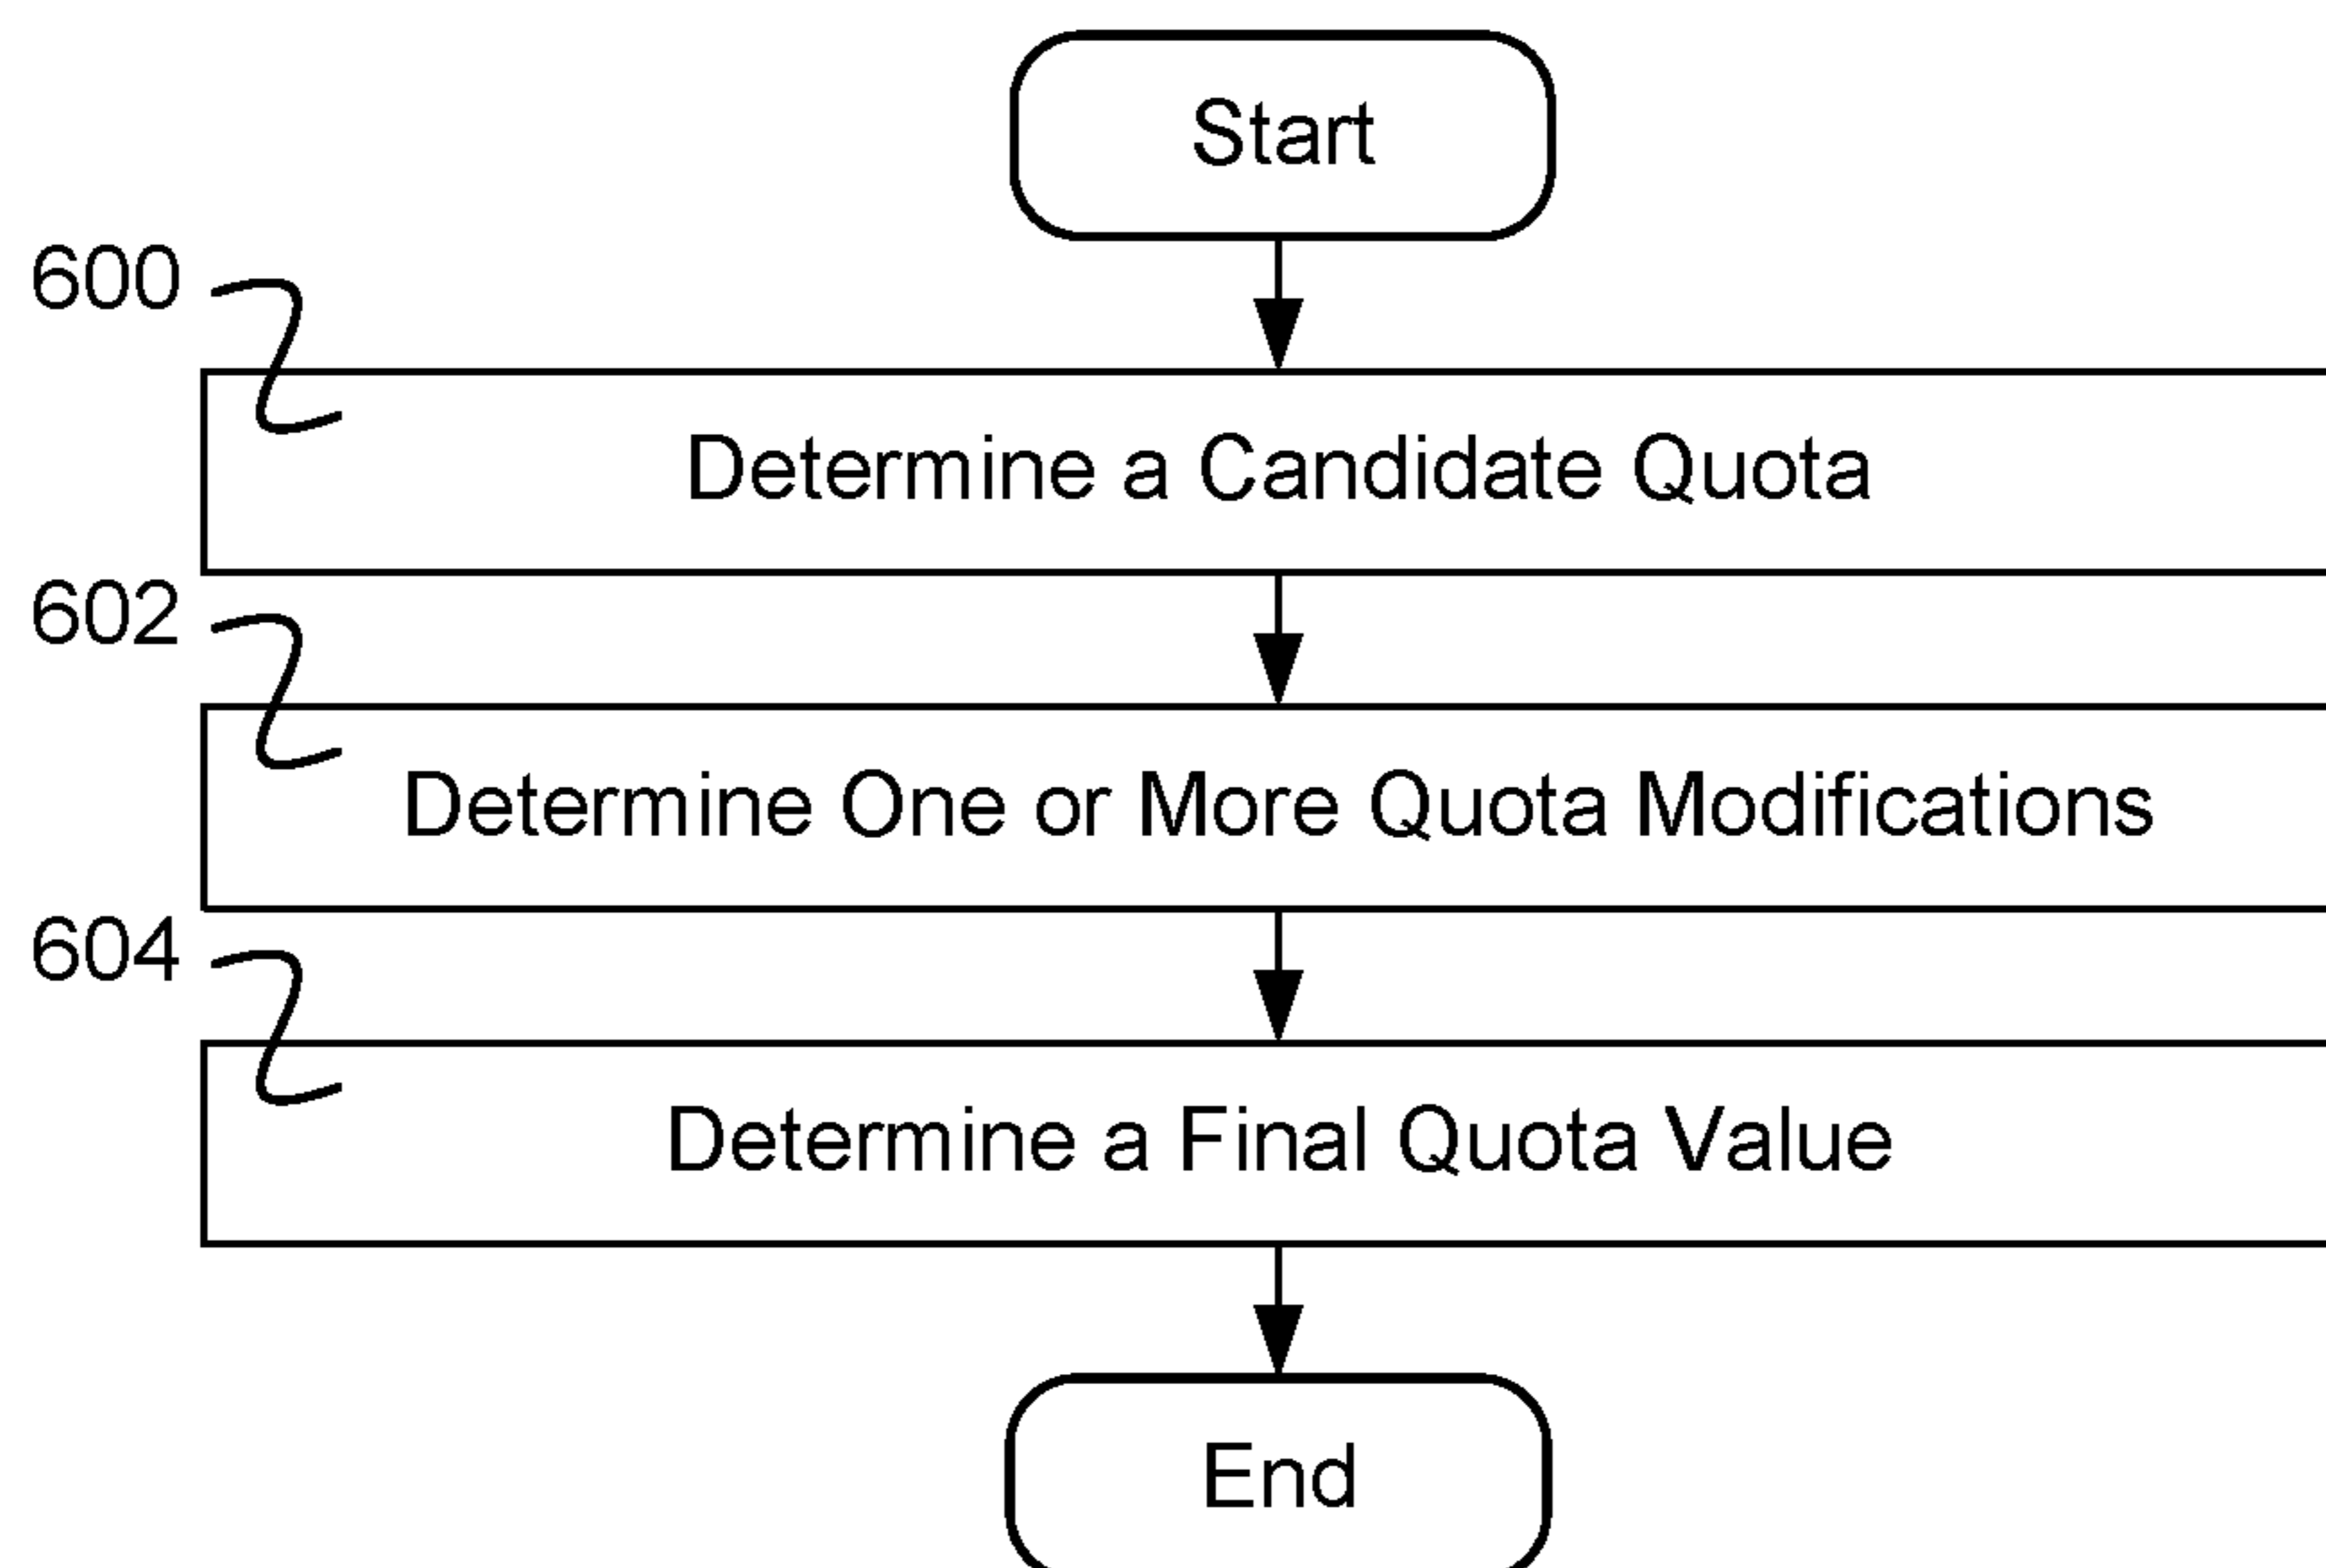 Start
600
Determine a Candidate Quota
602
Determine One or More Quota Modifications
604
Determine a Final Quota Value
End